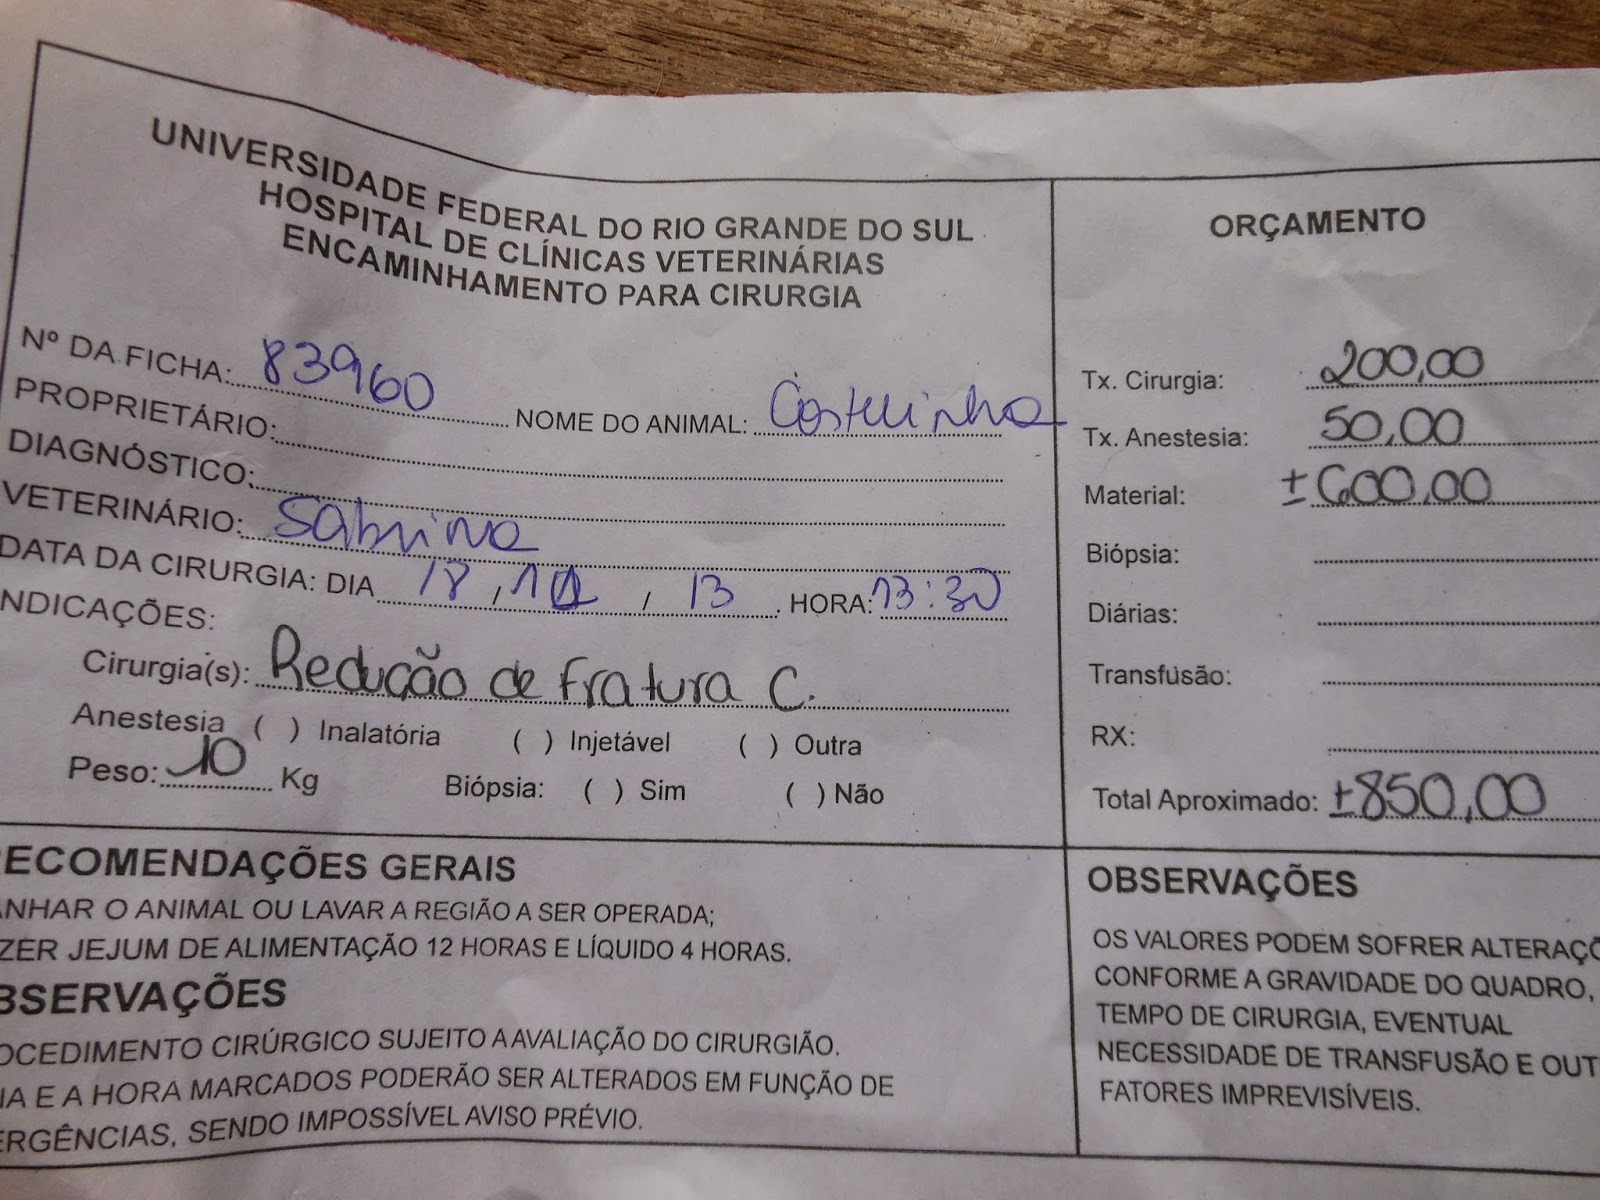 UNIVERSIDADE FEDERAL DO RIO GRANDE DO SUL
HOSPITAL DE CLÍNICAS VETERINÁRIAS
ENCAMINHAMENTO PARA CIRURGIA
Nº DA FICHA: 83960 NOME DO ANIMAL: Costelinha
PROPRIETÁRIO:
DIAGNÓSTICO:
VETERINÁRIO: Sabrina
DATA DA CIRURGIA: DIA 18 / / 13 . HORA: 13:30
NDICAÇÕES:
Cirurgia(s): Redução de fratura C.
Anestesia ( ) Inalatória ( ) Injetável ( ) Outra
Peso: 10 Kg Biópsia: ( ) Sim ( ) Não
ORÇAMENTO
Tx. Cirurgia: 200,00
Tx. Anestesia: 50,00
Material: ±600,00
Biópsia:
Diárias:
Transfusão:
RX:
Total Aproximado: ±850,00
RECOMENDAÇÕES GERAIS
ANHAR O ANIMAL OU LAVAR A REGIÃO A SER OPERADA;
ZER JEJUM DE ALIMENTAÇÃO 12 HORAS E LÍQUIDO 4 HORAS.
BSERVAÇÕES
OCEDIMENTO CIRÚRGICO SUJEITO A AVALIAÇÃO DO CIRURGIÃO.
IA E A HORA MARCADOS PODERÃO SER ALTERADOS EM FUNÇÃO DE
ERGÊNCIAS, SENDO IMPOSSÍVEL AVISO PRÉVIO.
OBSERVAÇÕES
OS VALORES PODEM SOFRER ALTERAÇÕ
CONFORME A GRAVIDADE DO QUADRO,
TEMPO DE CIRURGIA, EVENTUAL
NECESSIDADE DE TRANSFUSÃO E OUT
FATORES IMPREVISÍVEIS.